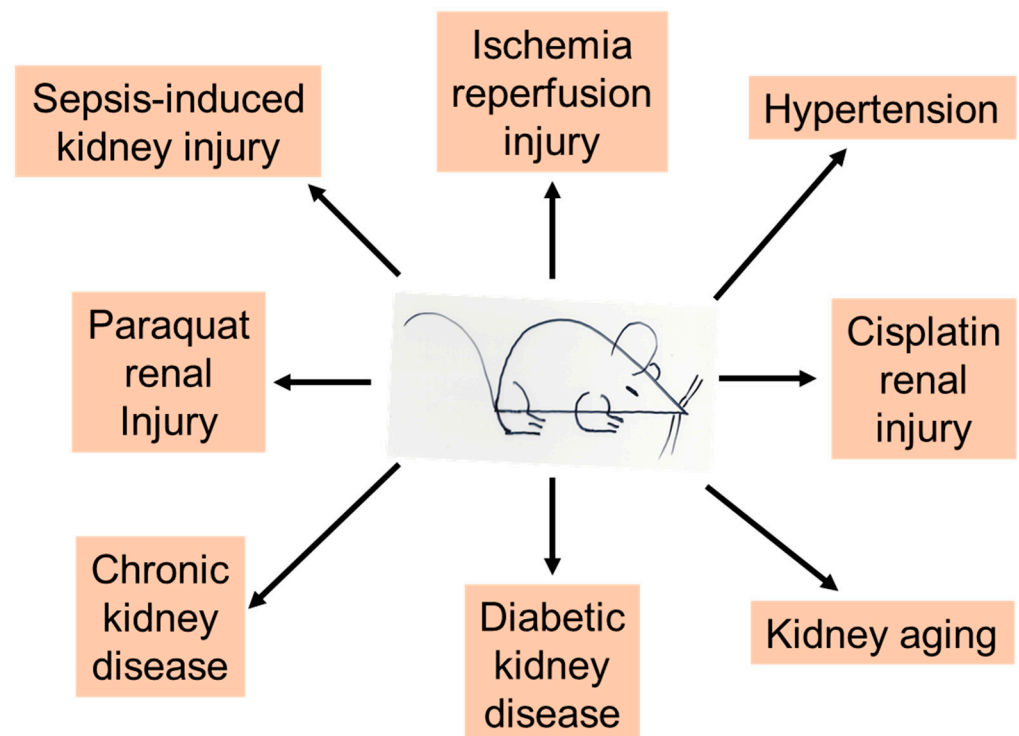 Ischemia
reperfusion
injury
Sepsis-induced
kidney injury
Hypertension
Paraquat
renal
Injury
Cisplatin
renal
injury
Chronic
kidney
disease
Diabetic
kidney
disease
Kidney aging